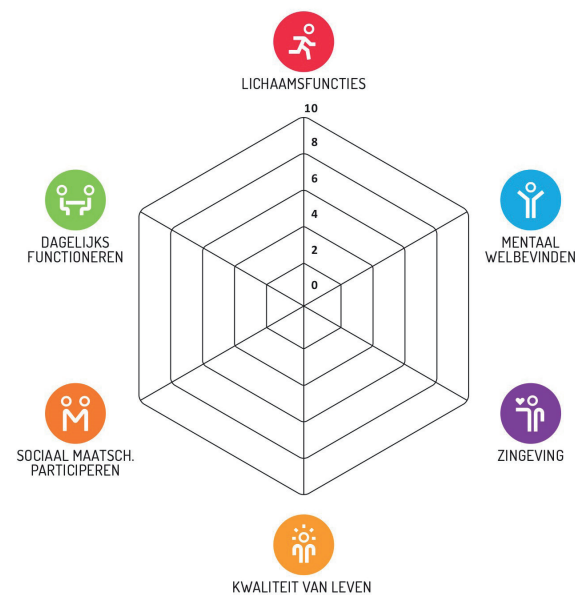 LICHAAMSFUNCTIES
10
8
6
4
2
0
DAGELIJKS
FUNCTIONEREN
MENTAAL
WELBEVINDEN
SOCIAAL MAATSCH.
PARTICIPEREN
ZINGEVING
KWALITEIT VAN LEVEN